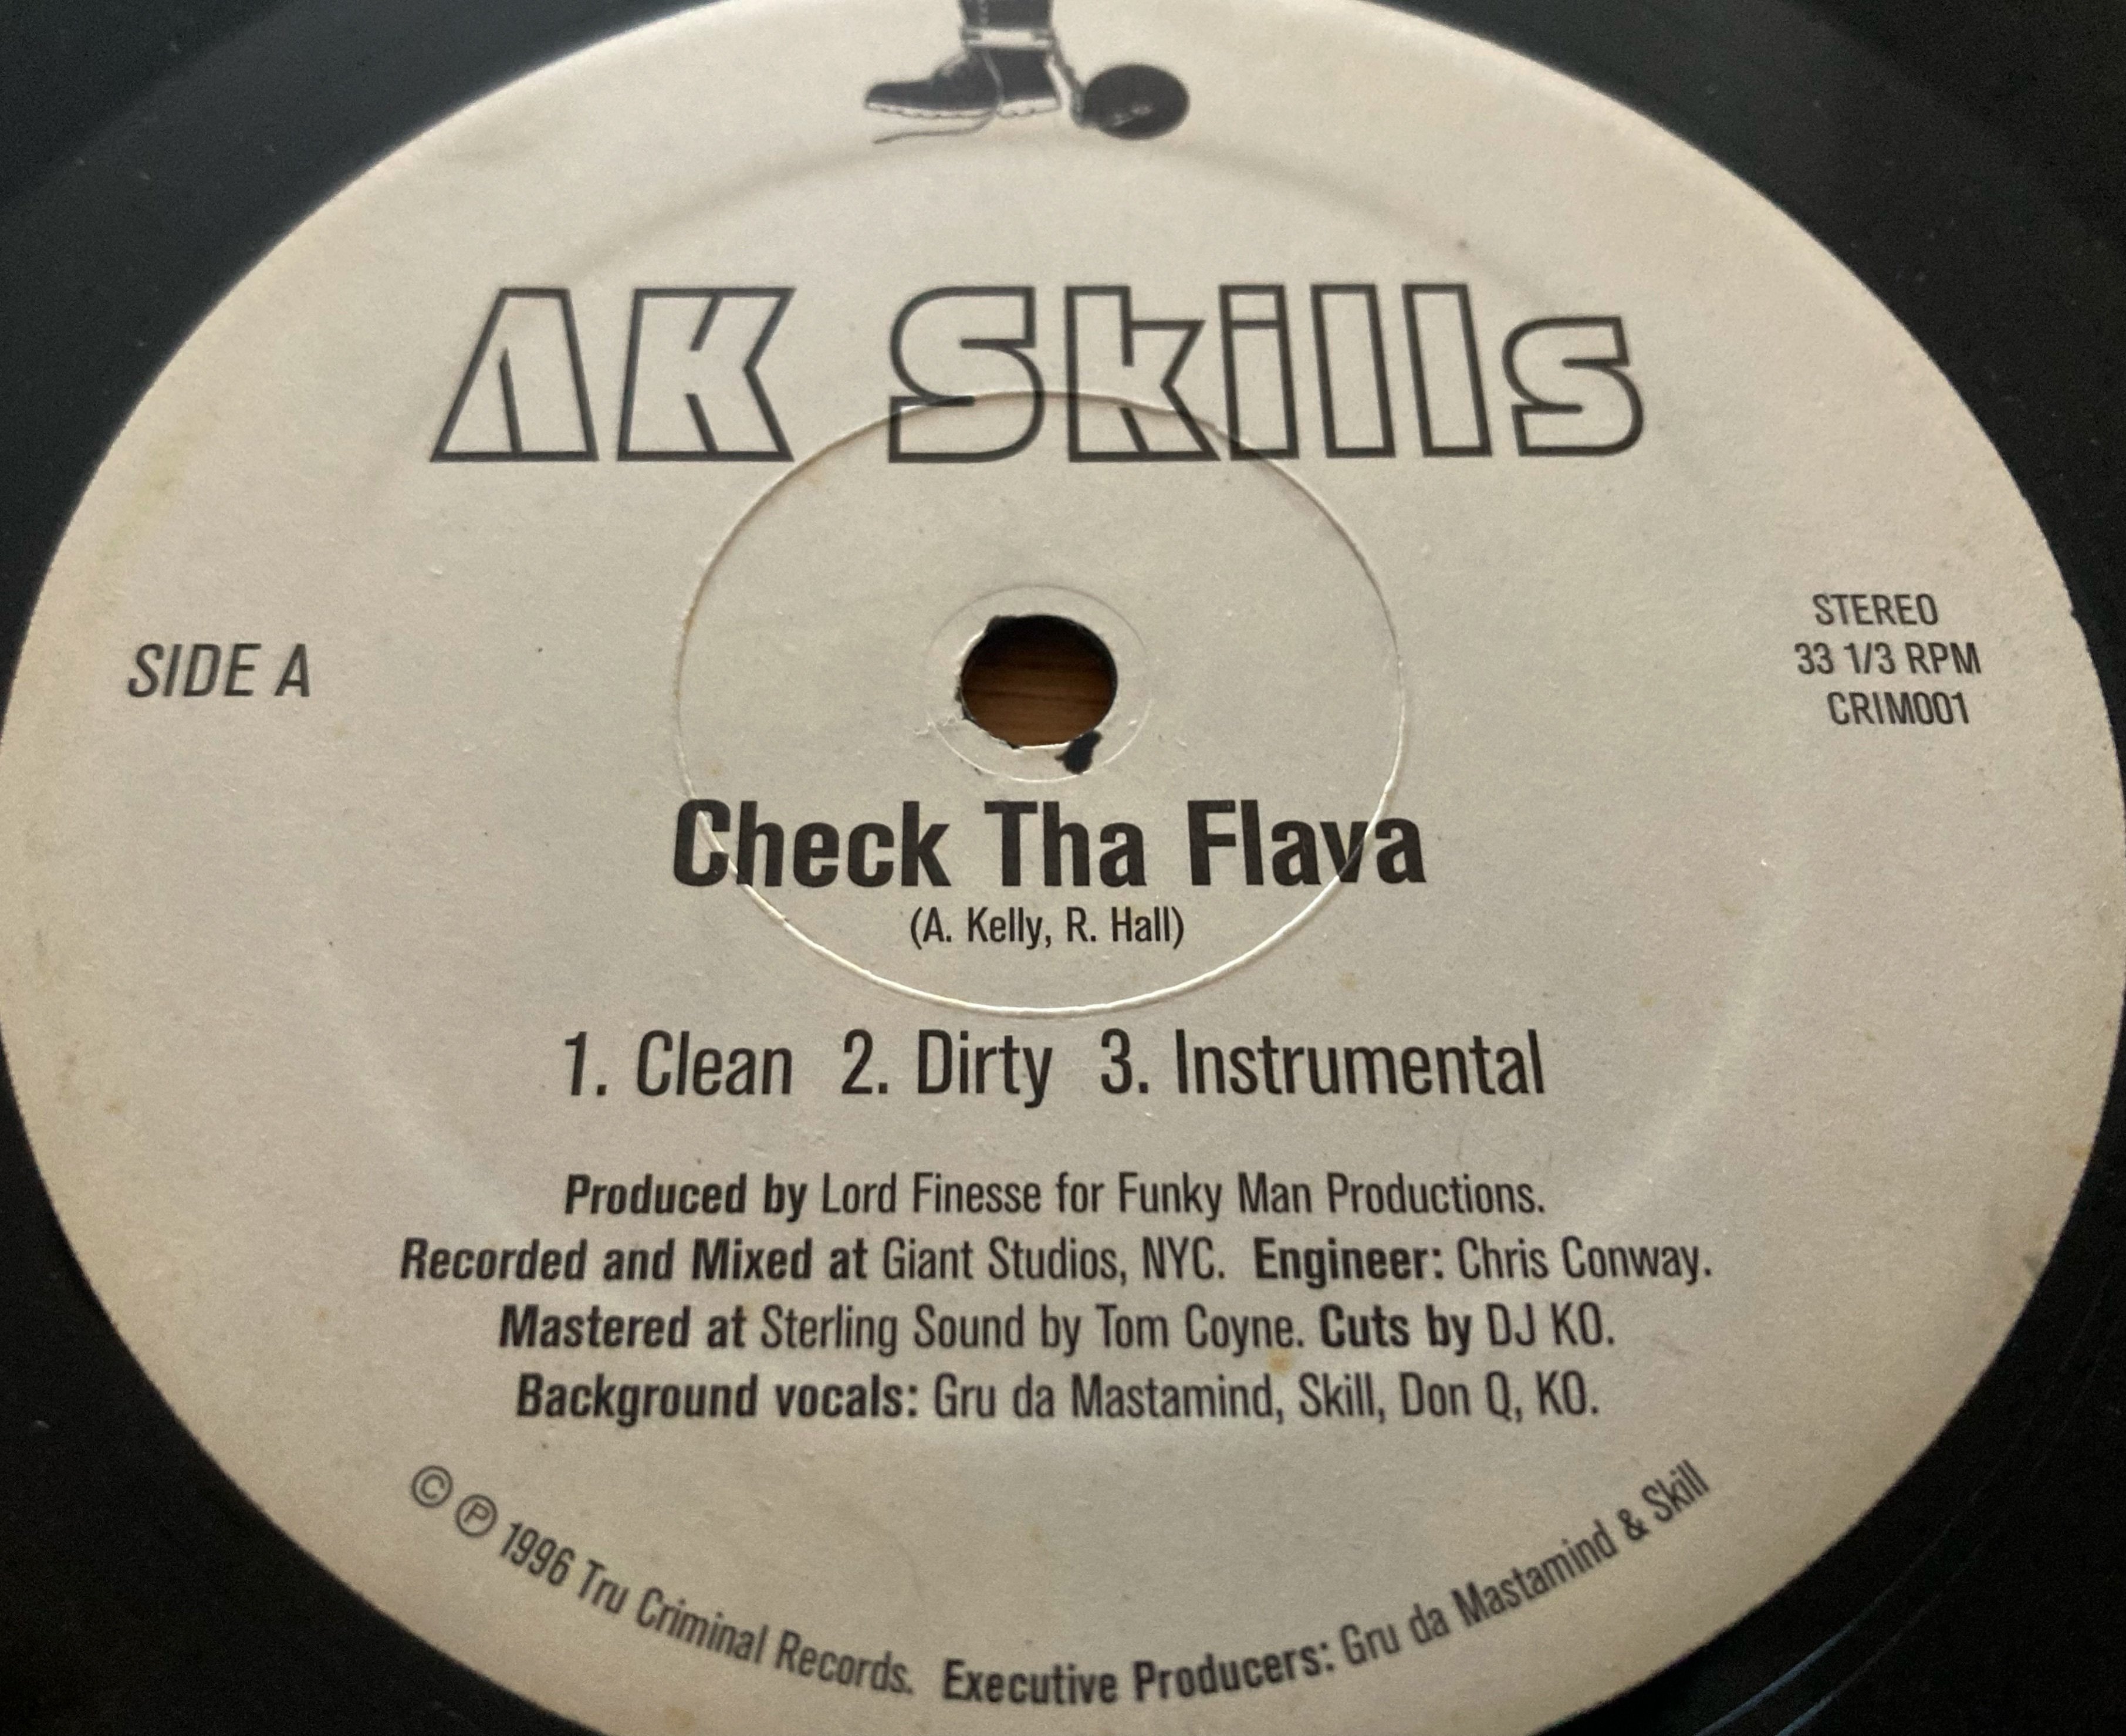 AK Skills
SIDE A
STEREO
33 1/3 RPM
CRIM001
Check Tha Flava
(A. Kelly, R. Hall)
1. Clean 2. Dirty 3. Instrumental
Produced by Lord Finesse for Funky Man Productions.
Recorded and Mixed at Giant Studios, NYC. Engineer: Chris Conway.
Mastered at Sterling Sound by Tom Coyne. Cuts by DJ KO.
Background vocals: Gru da Mastamind, Skill, Don Q, KO.
© ℗ 1996 Tru Criminal Records. Executive Producers: Gru da Mastamind & Skill